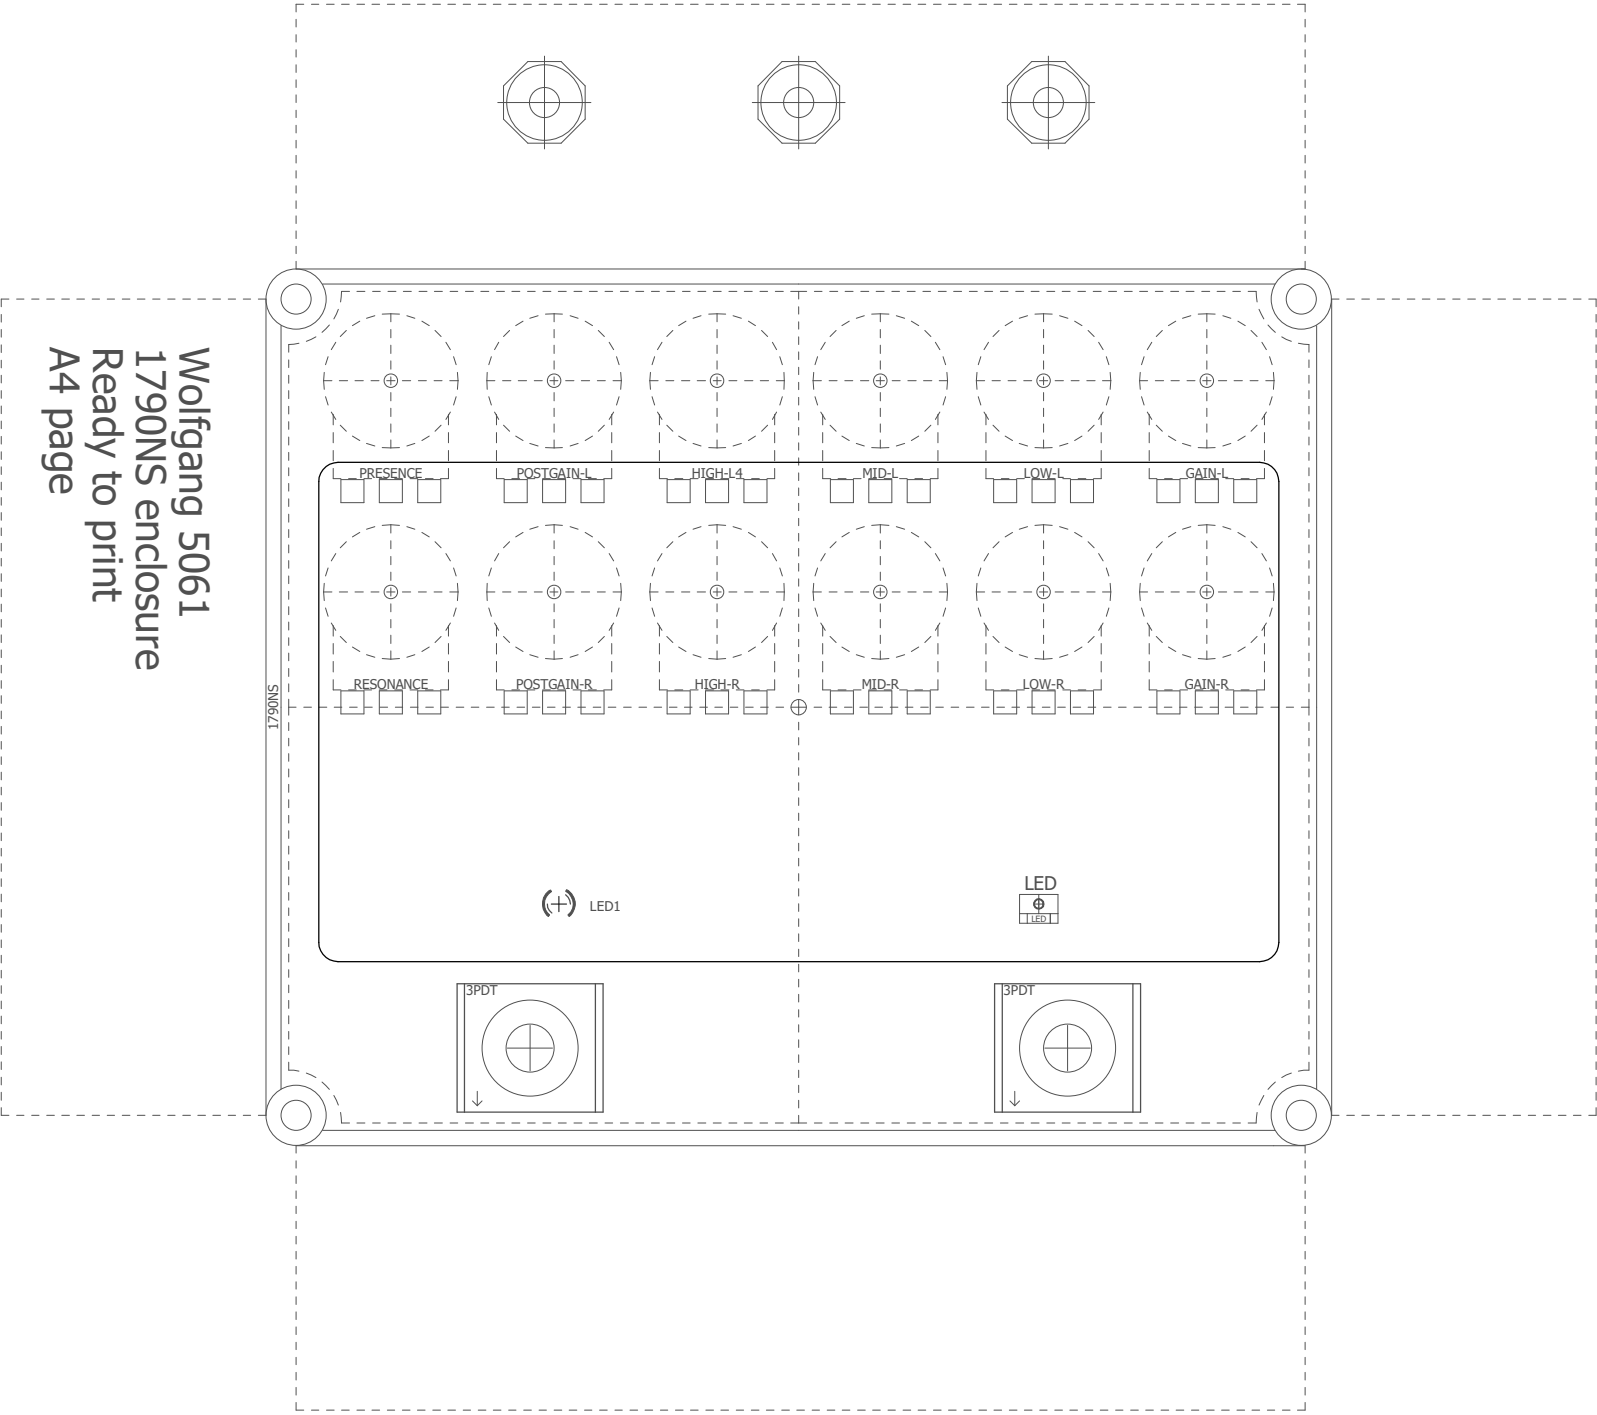 Wolfgang 5061
1790NS enclosure
Ready to print
A4 page
PRESENCE
POSTGAIN-L
HIGH-L4
MID-L
LOW-L
GAIN-L
RESONANCE
POSTGAIN-R
HIGH-R
MID-R
LOW-R
GAIN-R
1790NS
LED1
LED
LED
3PDT
3PDT